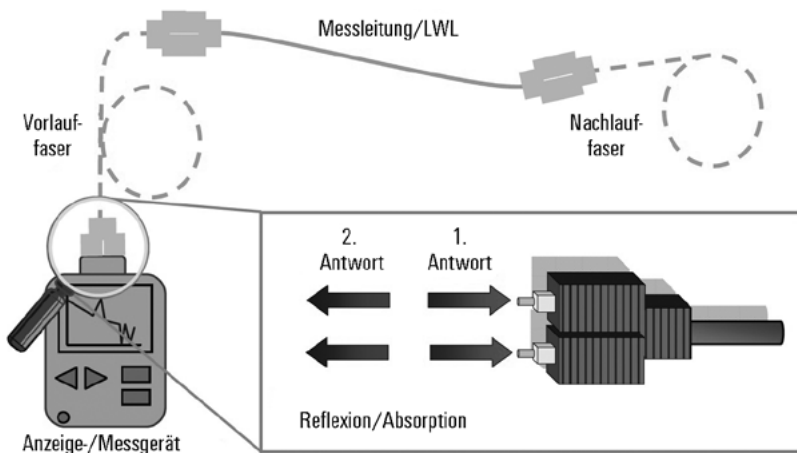 Messleitung/LWL
Vorlauf-
faser
Nachlauf-
faser
2.
Antwort
1.
Antwort
Reflexion/Absorption
Anzeige-/Messgerät